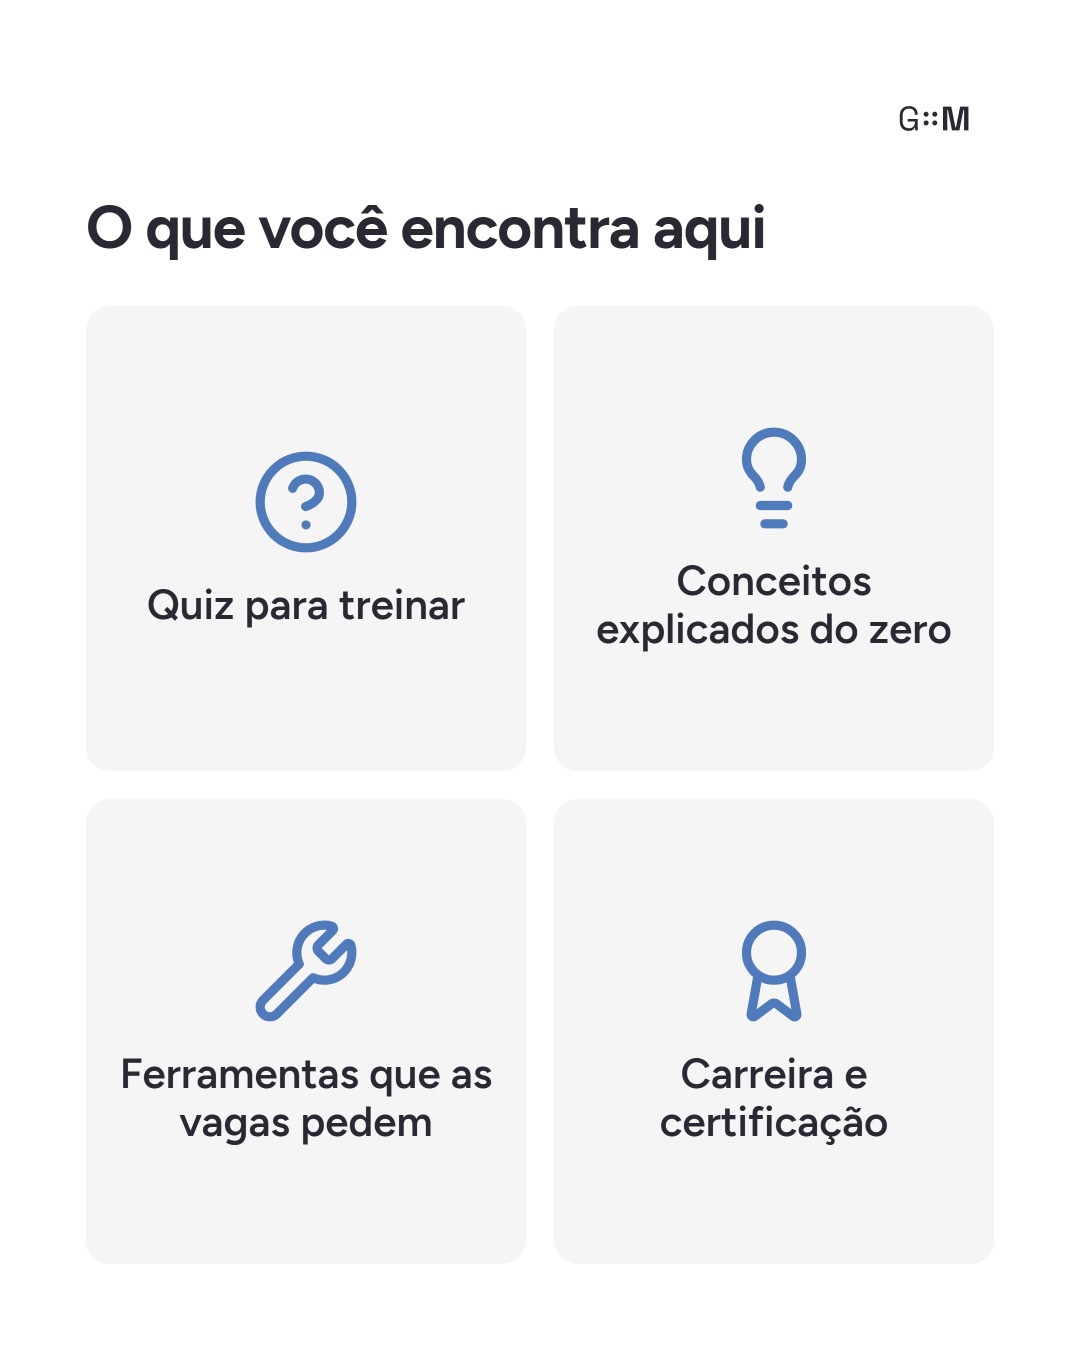 G::M
O que você encontra aqui
Quiz para treinar
Conceitos
explicados do zero
Ferramentas que as
vagas pedem
Carreira e
certificação